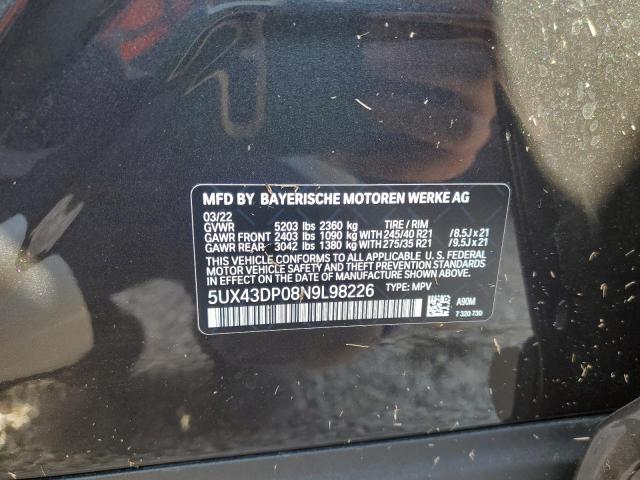 MFD BY BAYERISCHE MOTOREN WERKE AG
03/22
GVWR 5203 lbs 2360 kg TIRE / RIM
GAWR FRONT 2403 lbs 1090 kg WITH 245/40 R21 /8.5J x 21
GAWR REAR 3042 lbs 1380 kg WITH 275/35 R21 /9.5J x 21
THIS VEHICLE CONFORMS TO ALL APPLICABLE U.S. FEDERAL
MOTOR VEHICLE SAFETY, BUMPER, AND THEFT PREVENTION
STANDARDS IN EFFECT ON THE DATE OF MANUFACTURE SHOWN ABOVE.
5UX43DP08N9L98226 TYPE: MPV
A90M
7 320 730